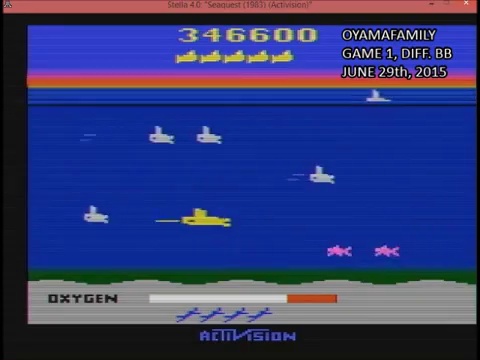 Stella 4.0: "Seaquest (1983) (Activision)"
346600
OYAMAFAMILY
GAME 1, DIFF. BB
JUNE 29th, 2015
OXYGEN
ACTIVISION